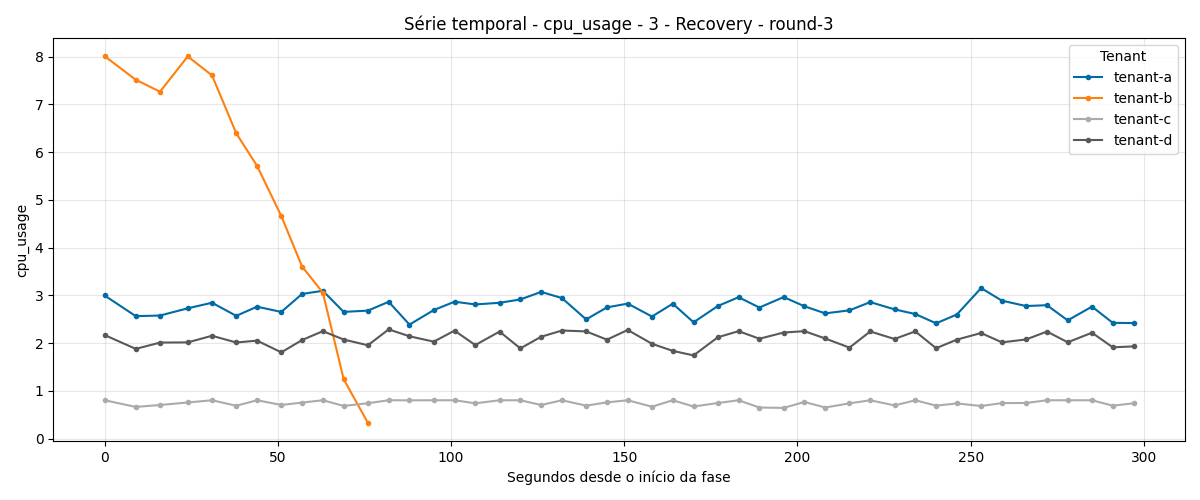 Série temporal - cpu_usage - 3 - Recovery - round-3
Tenant
tenant-a
tenant-b
tenant-c
tenant-d
cpu_usage
8
7
6
5
4
3
2
1
0
0 50 100 150 200 250 300
Segundos desde o início da fase